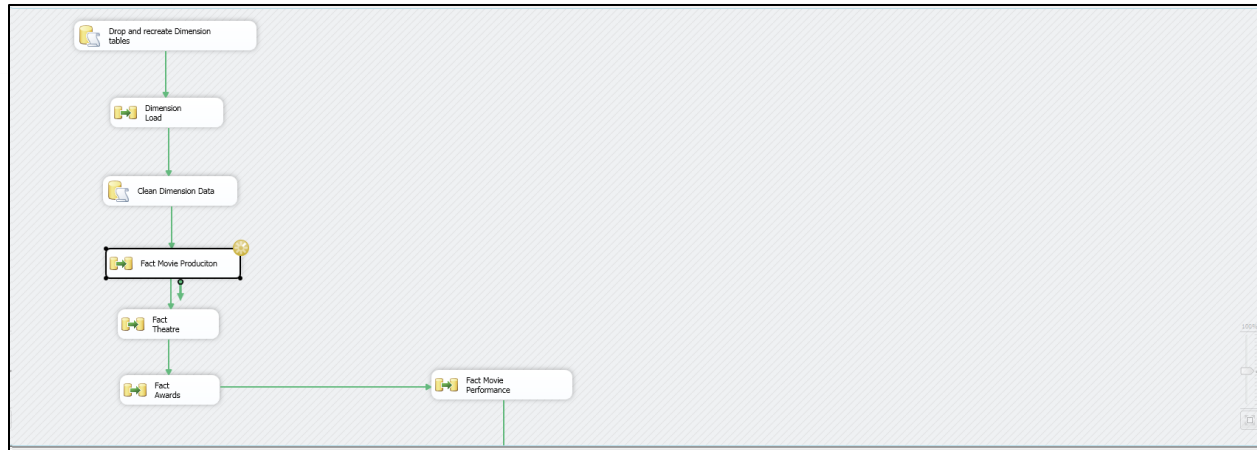 Drop and recreate Dimension
tables
Dimension
Load
Clean Dimension Data
Fact Movie Produciton
Fact
Theatre
Fact
Awards
Fact Movie
Performance
100%